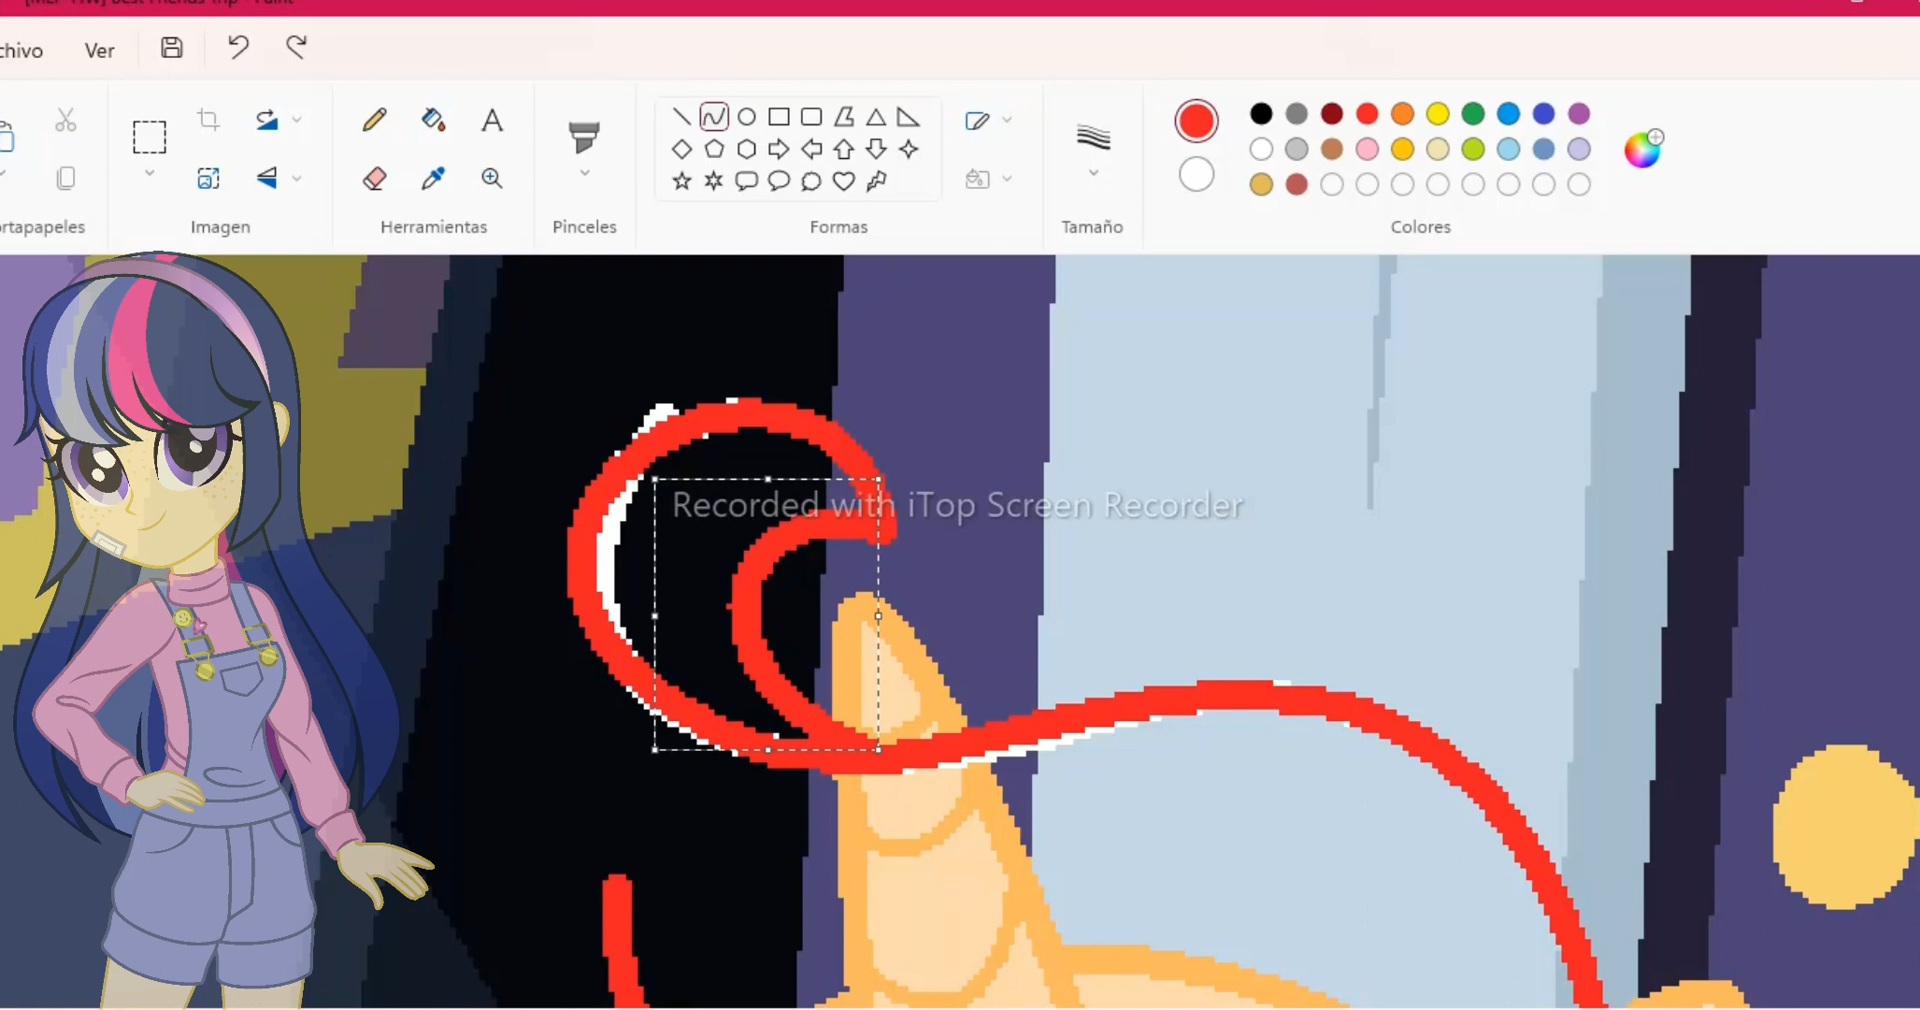 chivo Ver
A
rtapapeles Imagen Herramientas Pinceles Formas Tamaño Colores
Recorded with iTop Screen Recorder